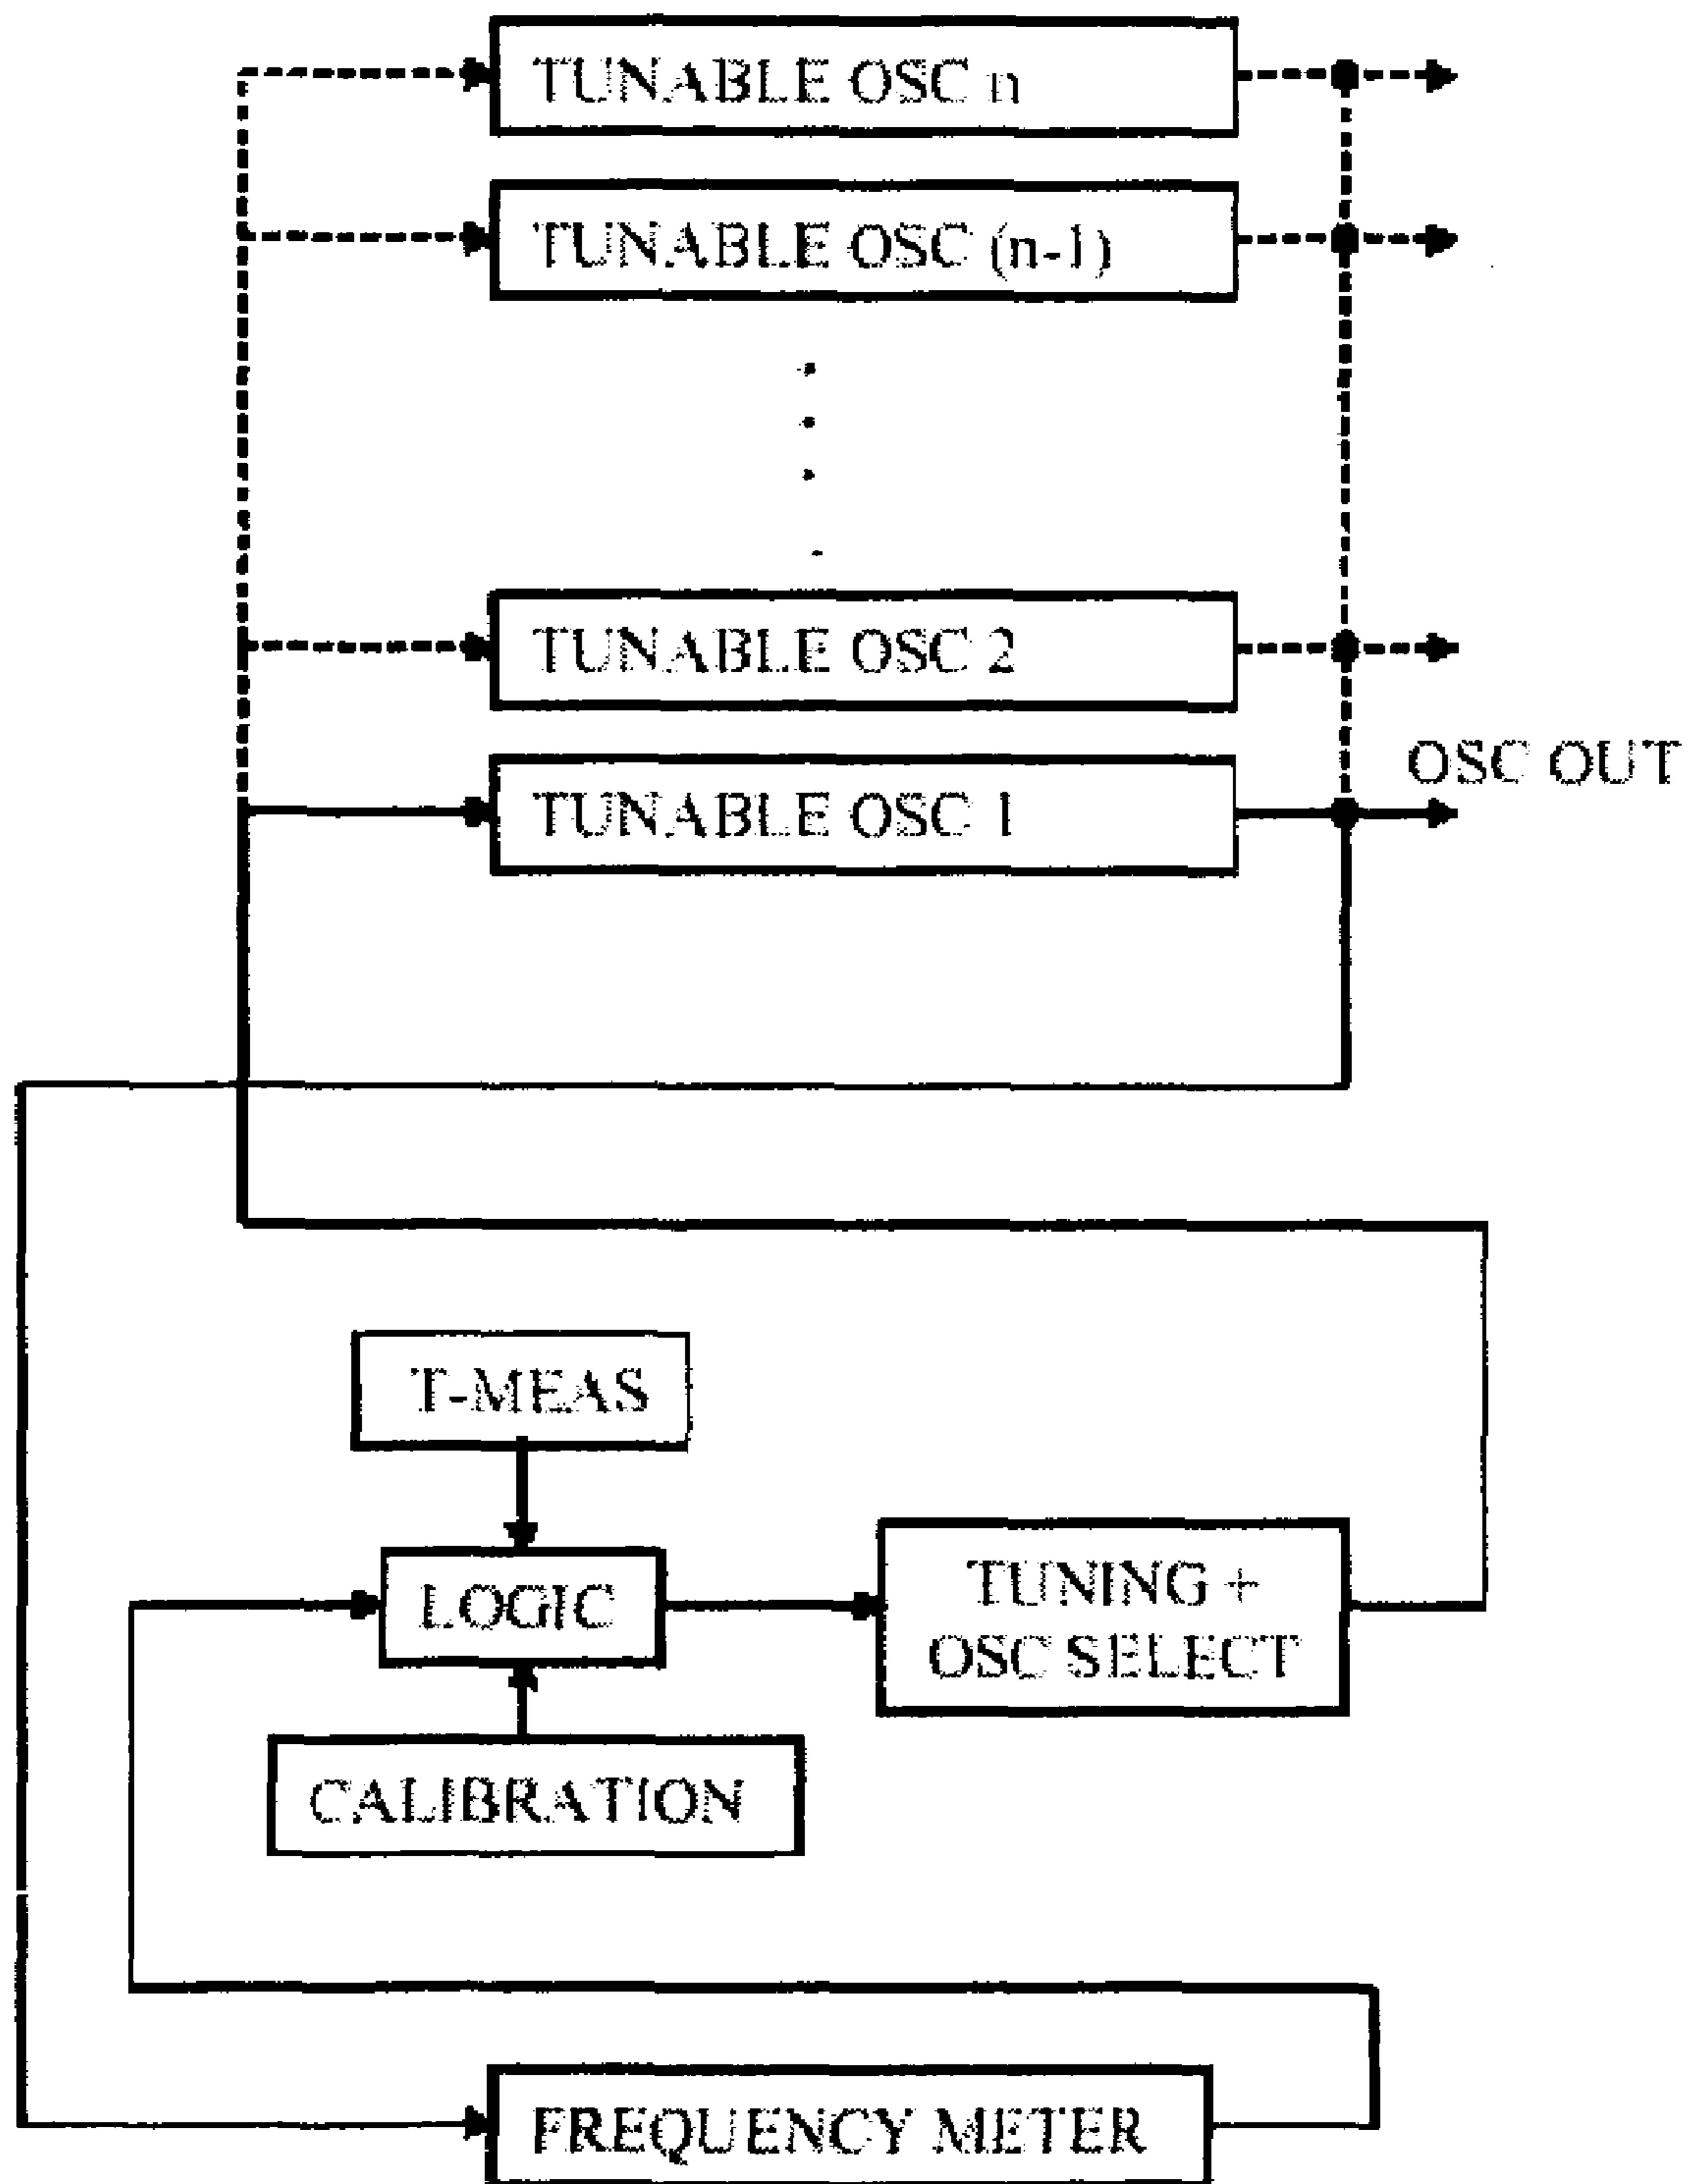 TUNABLE OSC n
TUNABLE OSC (n-1)
TUNABLE OSC 2
OSC OUT
TUNABLE OSC 1
T-MEAS
LOGIC
TUNING +
OSC SELECT
CALIBRATION
FREQUENCY METER